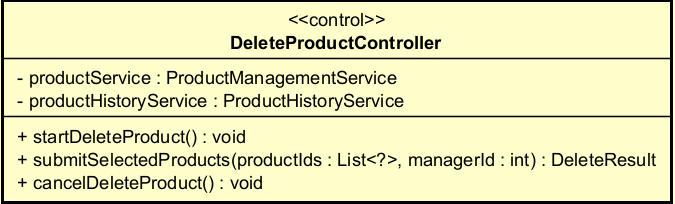 <<control>>
DeleteProductController
- productService : ProductManagementService
- productHistoryService : ProductHistoryService
+ startDeleteProduct() : void
+ submitSelectedProducts(productIds : List<?>, managerId : int) : DeleteResult
+ cancelDeleteProduct() : void